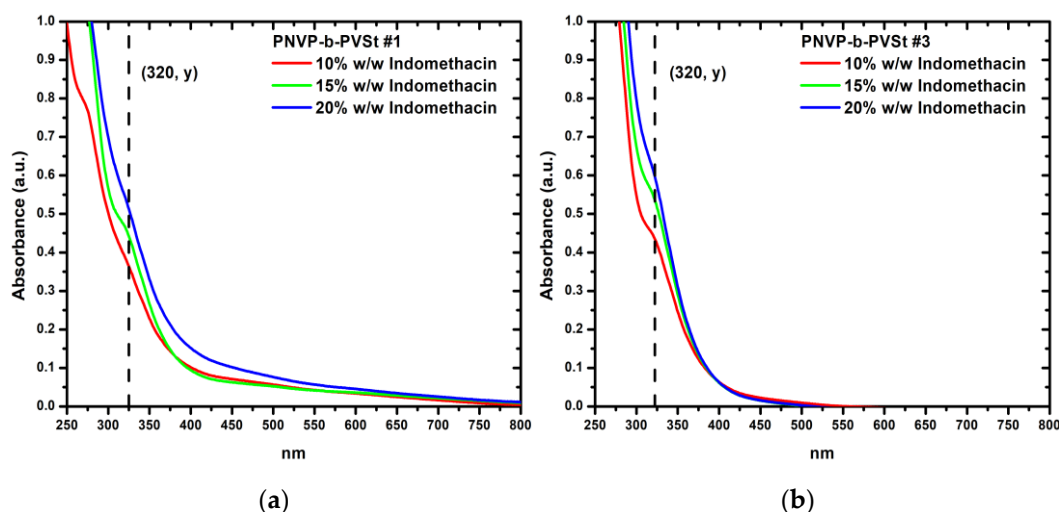 PNVP-b-PVSt #1
(320, y)
10% w/w Indomethacin
15% w/w Indomethacin
20% w/w Indomethacin
Absorbance (a.u.)
1.0
0.9
0.8
0.7
0.6
0.5
0.4
0.3
0.2
0.1
0.0
250 300 350 400 450 500 550 600 650 700 750 800
nm
(a)
PNVP-b-PVSt #3
(320, y)
10% w/w Indomethacin
15% w/w Indomethacin
20% w/w Indomethacin
Absorbance (a.u.)
1.0
0.9
0.8
0.7
0.6
0.5
0.4
0.3
0.2
0.1
0.0
250 300 350 400 450 500 550 600 650 700 750 800
nm
(b)